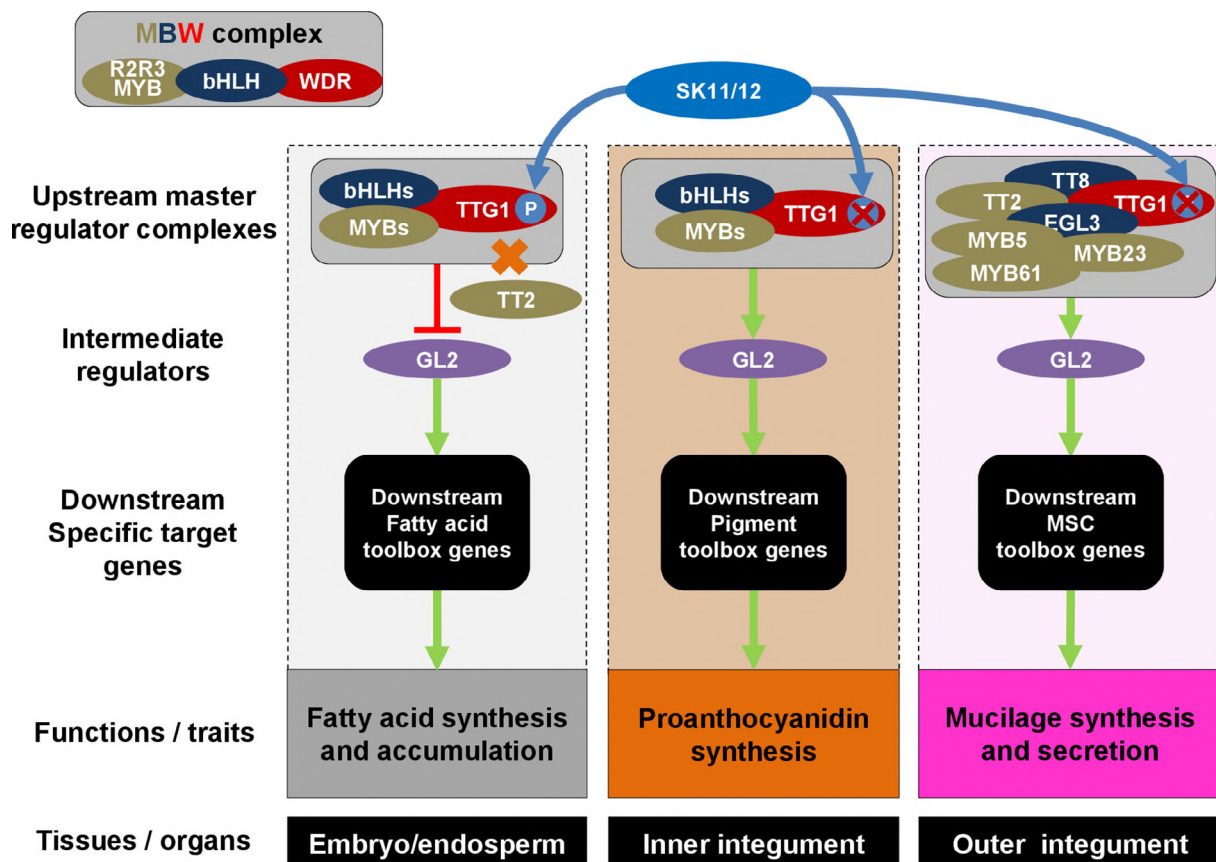 MBW complex
R2R3
MYB
bHLH
WDR
SK11/12
Upstream master
regulator complexes
bHLHs
MYBs
TTG1
P
TT2
bHLHs
MYBs
TTG1
TT8
TT2
TTG1
EGL3
MYB5
MYB23
MYB61
Intermediate
regulators
GL2
GL2
GL2
Downstream
Specific target
genes
Downstream
Fatty acid
toolbox genes
Downstream
Pigment
toolbox genes
Downstream
MSC
toolbox genes
Functions / traits
Fatty acid synthesis
and accumulation
Proanthocyanidin
synthesis
Mucilage synthesis
and secretion
Tissues / organs
Embryo/endosperm
Inner integument
Outer integument